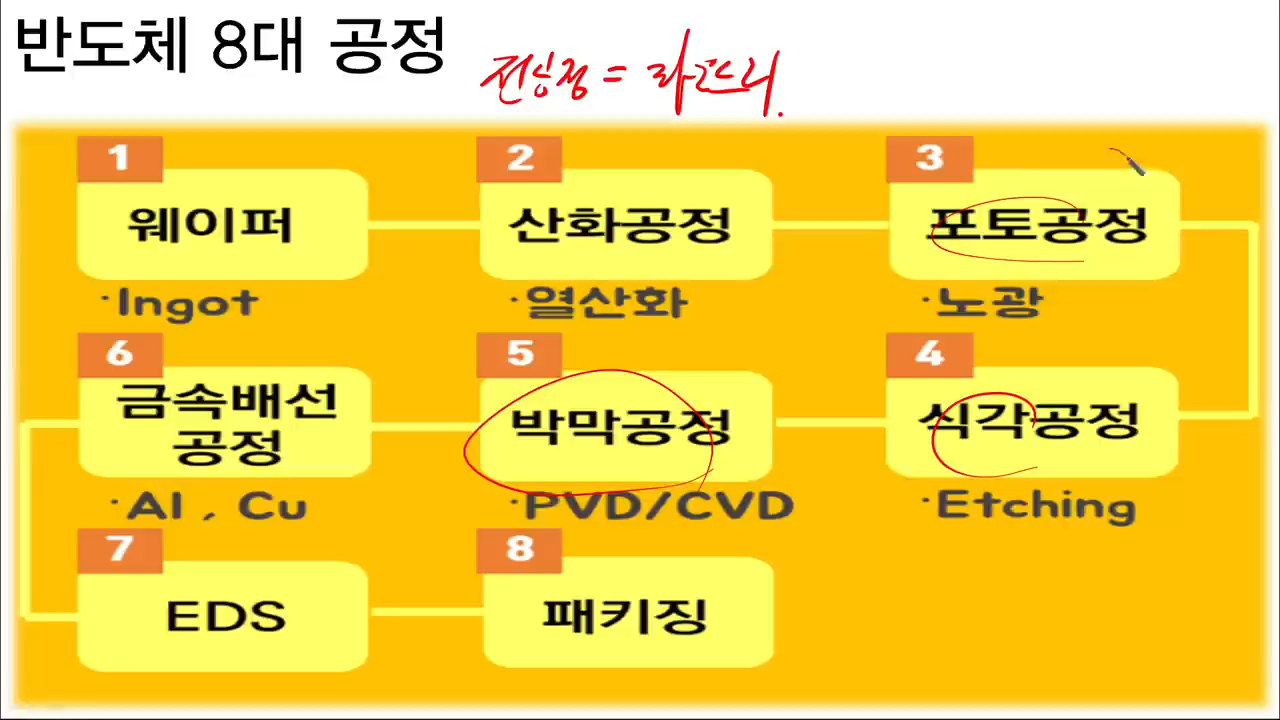 반도체 8대 공정
전공정 =
1
웨이퍼
·Ingot
2
산화공정
·열산화
3
포토공정
·노광
4
식각공정
·Etching
5
박막공정
·PVD/CVD
6
금속배선
공정
·Al , Cu
7
EDS
8
패키징